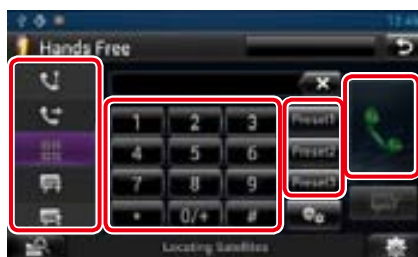 Hands Free
1 2 3 Preset1
4 5 6 Preset2
7 8 9 Preset3
* 0/+ #
Locating Satellites